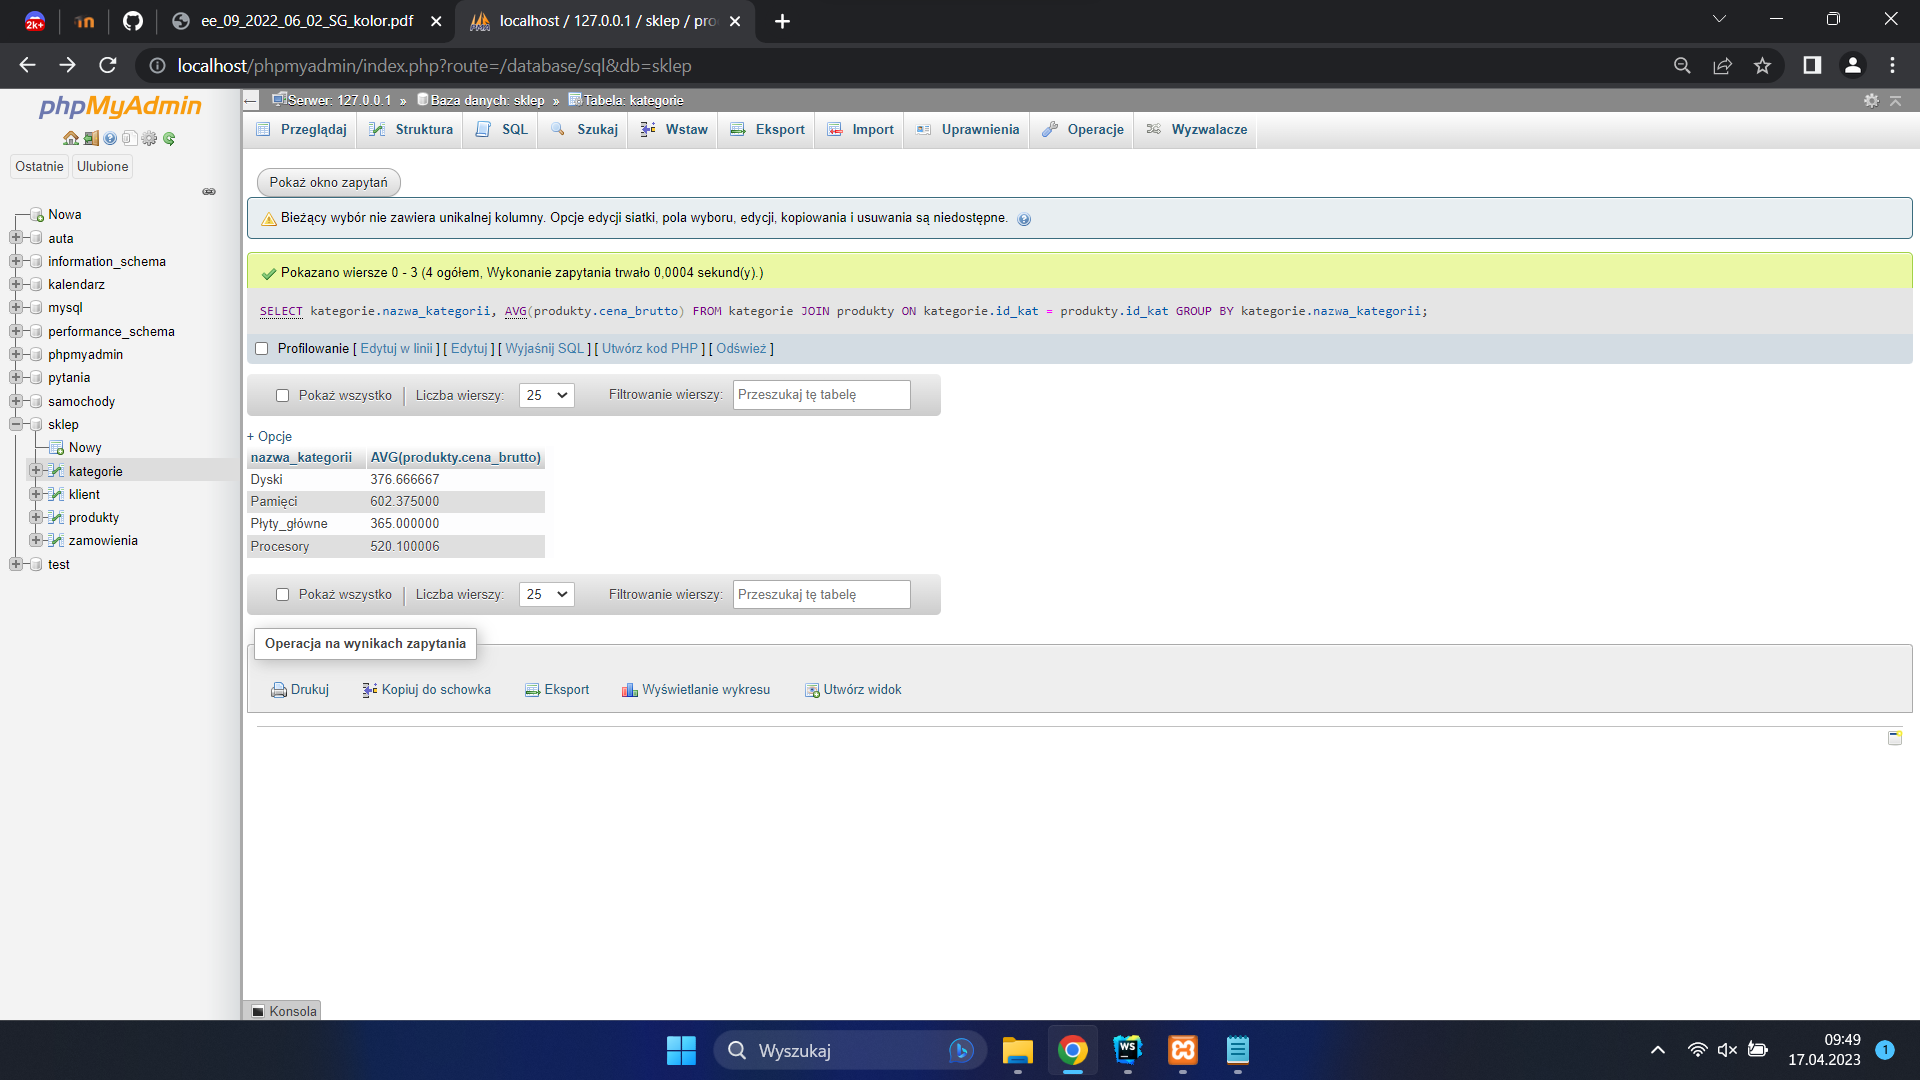 2k+
in
ee_09_2022_06_02_SG_kolor.pdf
localhost / 127.0.0.1 / sklep / pro
localhost/phpmyadmin/index.php?route=/database/sql&db=sklep
phpMyAdmin
Ostatnie
Ulubione
Nowa
auta
information_schema
kalendarz
mysql
performance_schema
phpmyadmin
pytania
samochody
sklep
Nowy
kategorie
klient
produkty
zamowienia
test
Serwer: 127.0.0.1 » Baza danych: sklep » Tabela: kategorie
Przeglądaj Struktura SQL Szukaj Wstaw Eksport Import Uprawnienia Operacje Wyzwalacze
Pokaż okno zapytań
Bieżący wybór nie zawiera unikalnej kolumny. Opcje edycji siatki, pola wyboru, edycji, kopiowania i usuwania są niedostępne.
Pokazano wiersze 0 - 3 (4 ogółem, Wykonanie zapytania trwało 0,0004 sekund(y).)
SELECT kategorie.nazwa_kategorii, AVG(produkty.cena_brutto) FROM kategorie JOIN produkty ON kategorie.id_kat = produkty.id_kat GROUP BY kategorie.nazwa_kategorii;
Profilowanie [ Edytuj w linii ] [ Edytuj ] [ Wyjaśnij SQL ] [ Utwórz kod PHP ] [ Odśwież ]
Pokaż wszystko | Liczba wierszy: 25 Filtrowanie wierszy: Przeszukaj tę tabelę
+ Opcje
nazwa_kategorii AVG(produkty.cena_brutto)
Dyski 376.666667
Pamięci 602.375000
Płyty_główne 365.000000
Procesory 520.100006
Pokaż wszystko | Liczba wierszy: 25 Filtrowanie wierszy: Przeszukaj tę tabelę
Operacja na wynikach zapytania
Drukuj Kopiuj do schowka Eksport Wyświetlanie wykresu Utwórz widok
Konsola
Wyszukaj
WS
09:49
17.04.2023
1